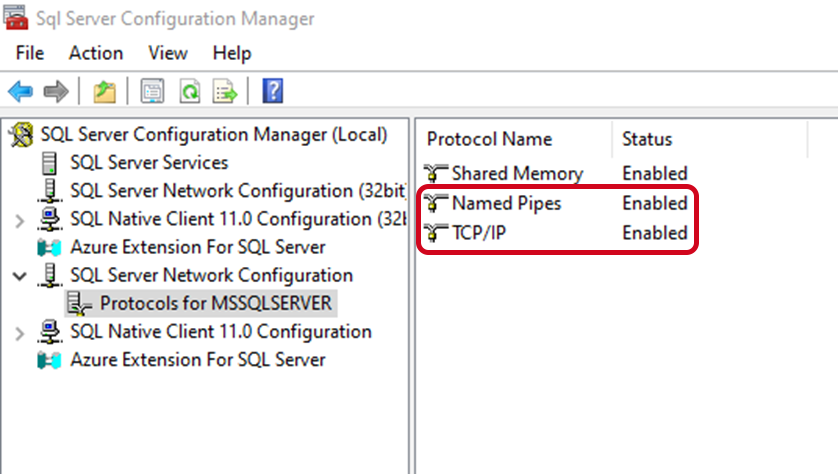 Sql Server Configuration Manager
File Action View Help
SQL Server Configuration Manager (Local)
SQL Server Services
SQL Server Network Configuration (32bit
SQL Native Client 11.0 Configuration (32b
Azure Extension For SQL Server
SQL Server Network Configuration
Protocols for MSSQLSERVER
SQL Native Client 11.0 Configuration
Azure Extension For SQL Server
Protocol Name Status
Shared Memory Enabled
Named Pipes Enabled
TCP/IP Enabled